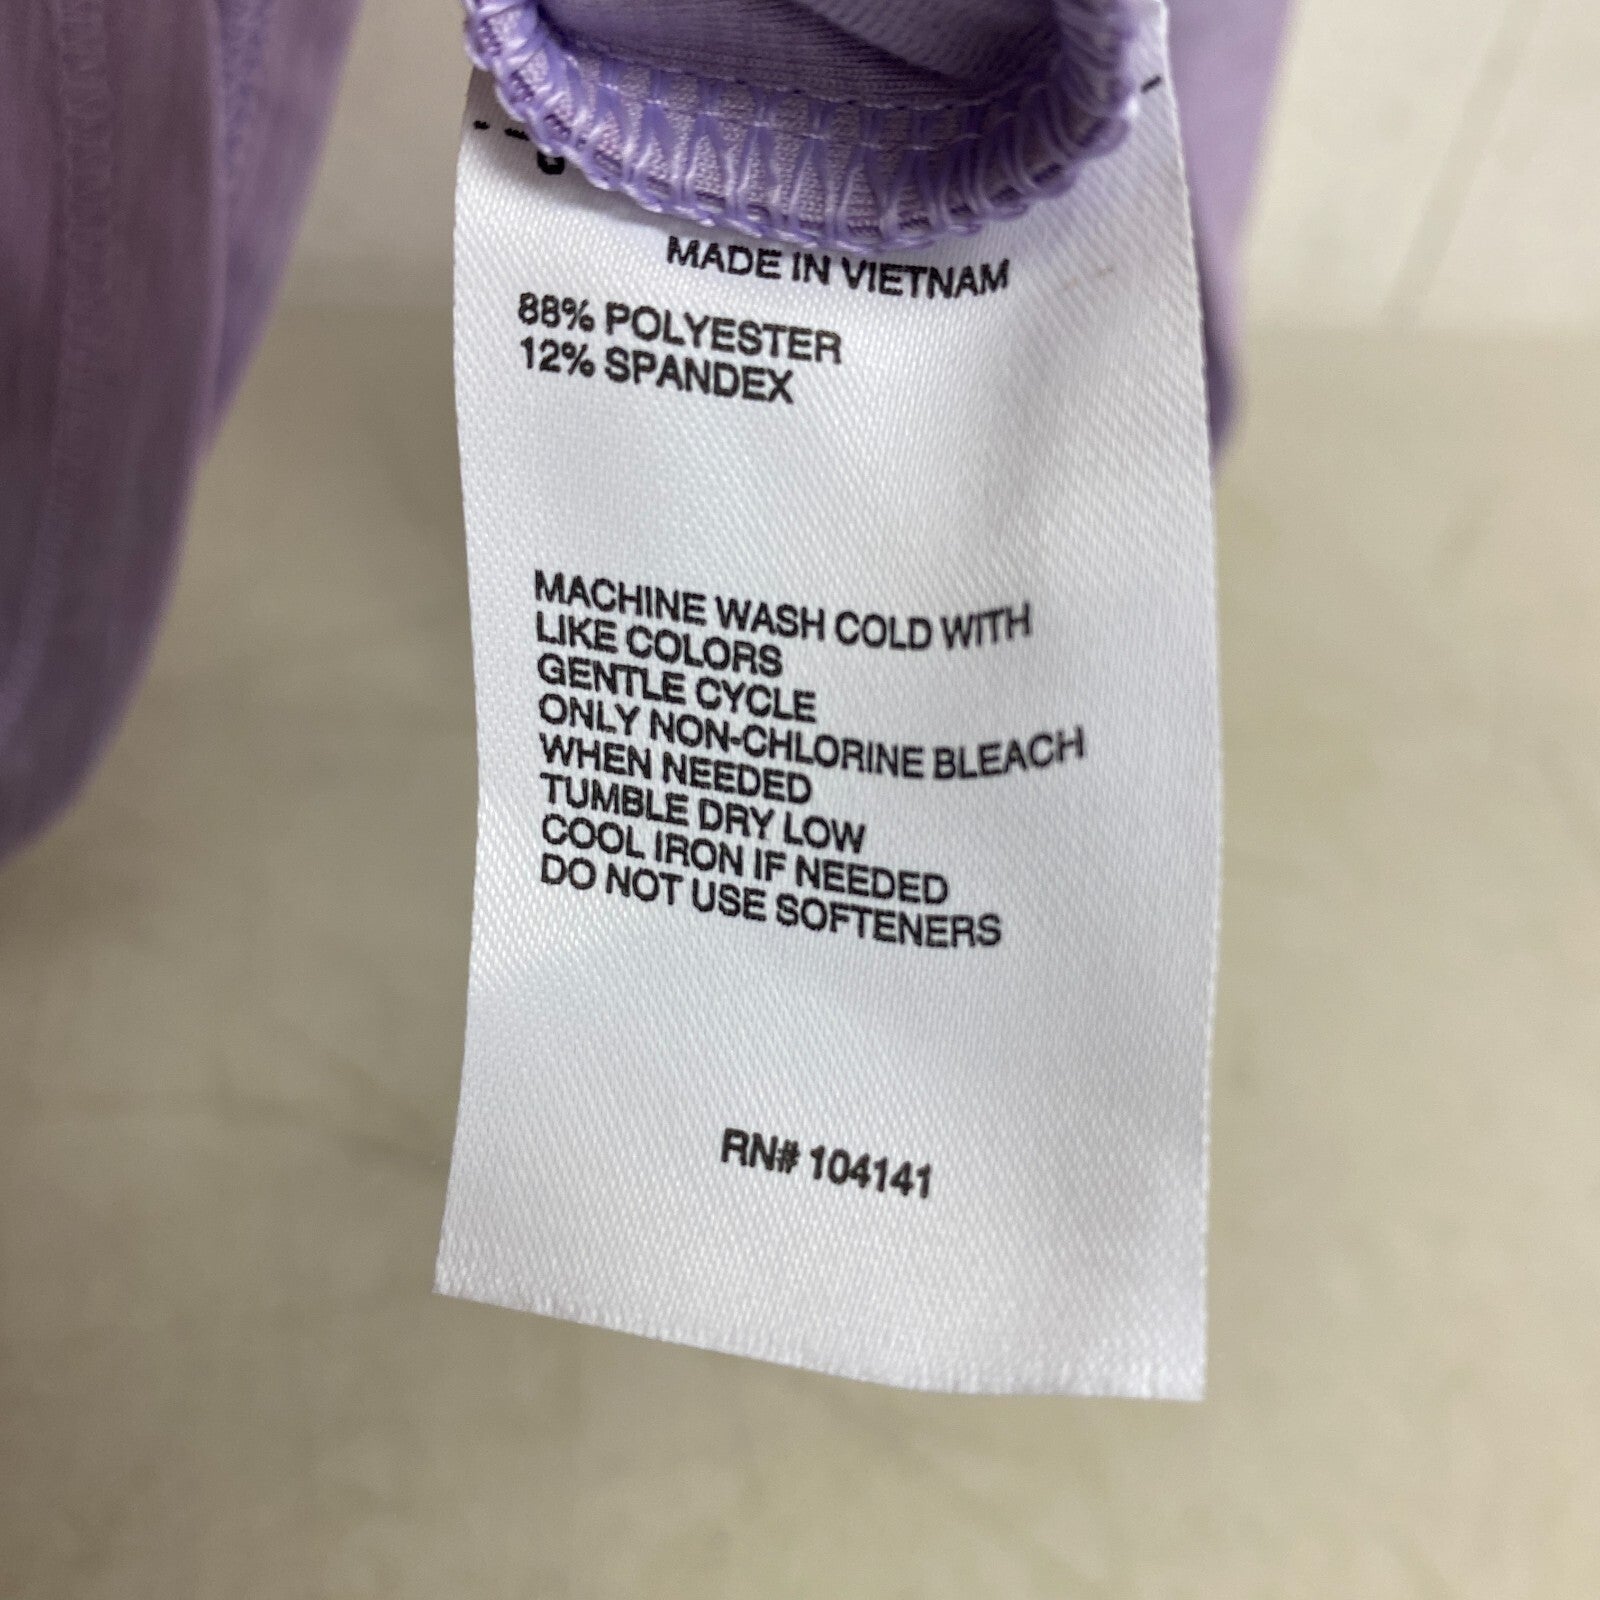 MADE IN VIETNAM
88% POLYESTER
12% SPANDEX
MACHINE WASH COLD WITH
LIKE COLORS
GENTLE CYCLE
ONLY NON-CHLORINE BLEACH
WHEN NEEDED
TUMBLE DRY LOW
COOL IRON IF NEEDED
DO NOT USE SOFTENERS
RN# 104141